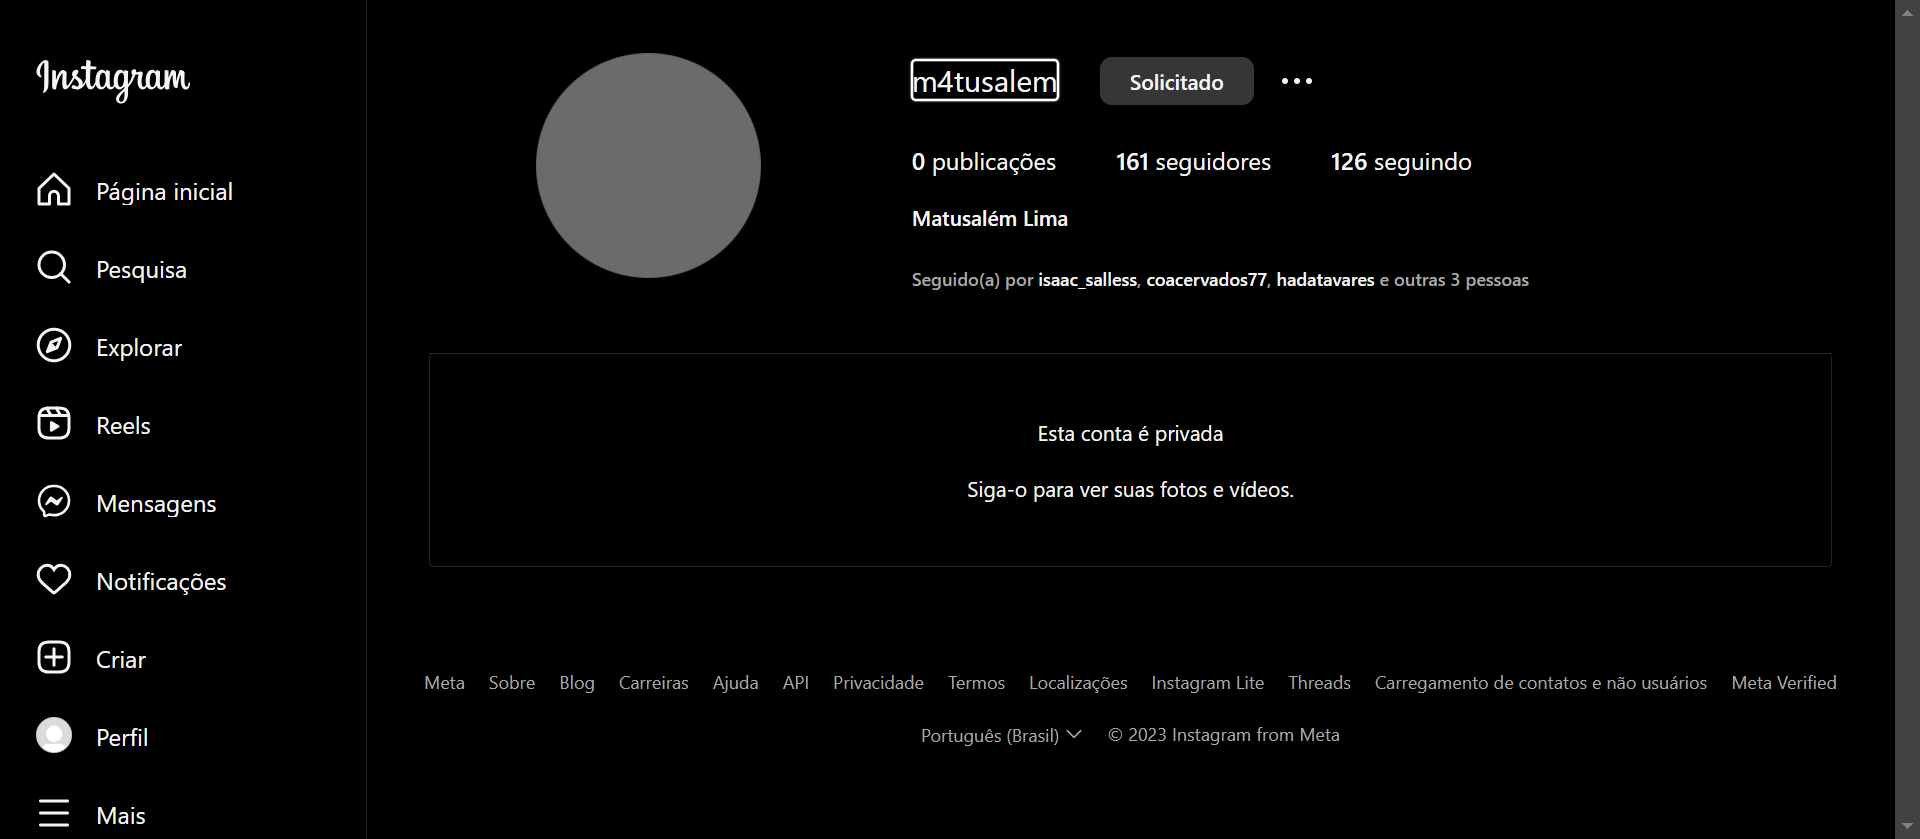 Instagram
Página inicial
Pesquisa
Explorar
Reels
Mensagens
Notificações
Criar
Perfil
Mais
m4tusalem
Solicitado
0 publicações
161 seguidores
126 seguindo
Matusalém Lima
Seguido(a) por isaac_salless, coacervados77, hadatavares e outras 3 pessoas
Esta conta é privada
Siga-o para ver suas fotos e vídeos.
Meta Sobre Blog Carreiras Ajuda API Privacidade Termos Localizações Instagram Lite Threads Carregamento de contatos e não usuários Meta Verified
Português (Brasil) © 2023 Instagram from Meta